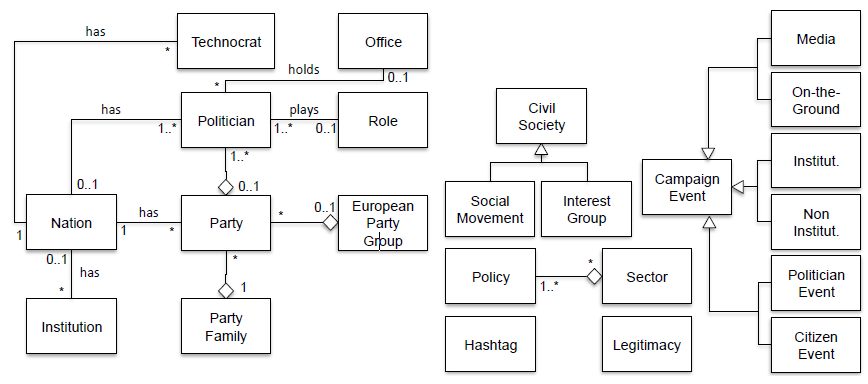 has
Technocrat
*
Office
holds
0..1
*
has
Politician
plays
Role
1..*
1..*
0..1
1..*
0..1
0..1
Nation
has
Party
*
0..1
European
Party
Group
1
1
*
0..1
has
*
*
1
Institution
Party
Family
Civil
Society
Social
Movement
Interest
Group
Policy
1..*
*
Sector
Hashtag
Legitimacy
Media
On-the-
Ground
Campaign
Event
Institut.
Non
Institut.
Politician
Event
Citizen
Event